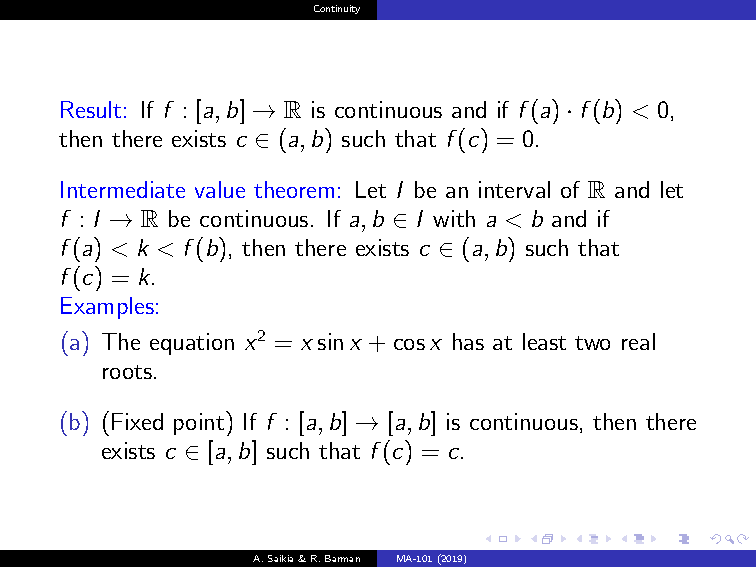 Continuity
Result: If f : [a, b] → ℝ is continuous and if f(a) · f(b) < 0,
then there exists c ∈ (a, b) such that f(c) = 0.
Intermediate value theorem: Let I be an interval of ℝ and let
f : I → ℝ be continuous. If a, b ∈ I with a < b and if
f(a) < k < f(b), then there exists c ∈ (a, b) such that
f(c) = k.
Examples:
(a) The equation x² = x sin x + cos x has at least two real
roots.
(b) (Fixed point) If f : [a, b] → [a, b] is continuous, then there
exists c ∈ [a, b] such that f(c) = c.
A. Saikia & R. Barman MA-101 (2019)